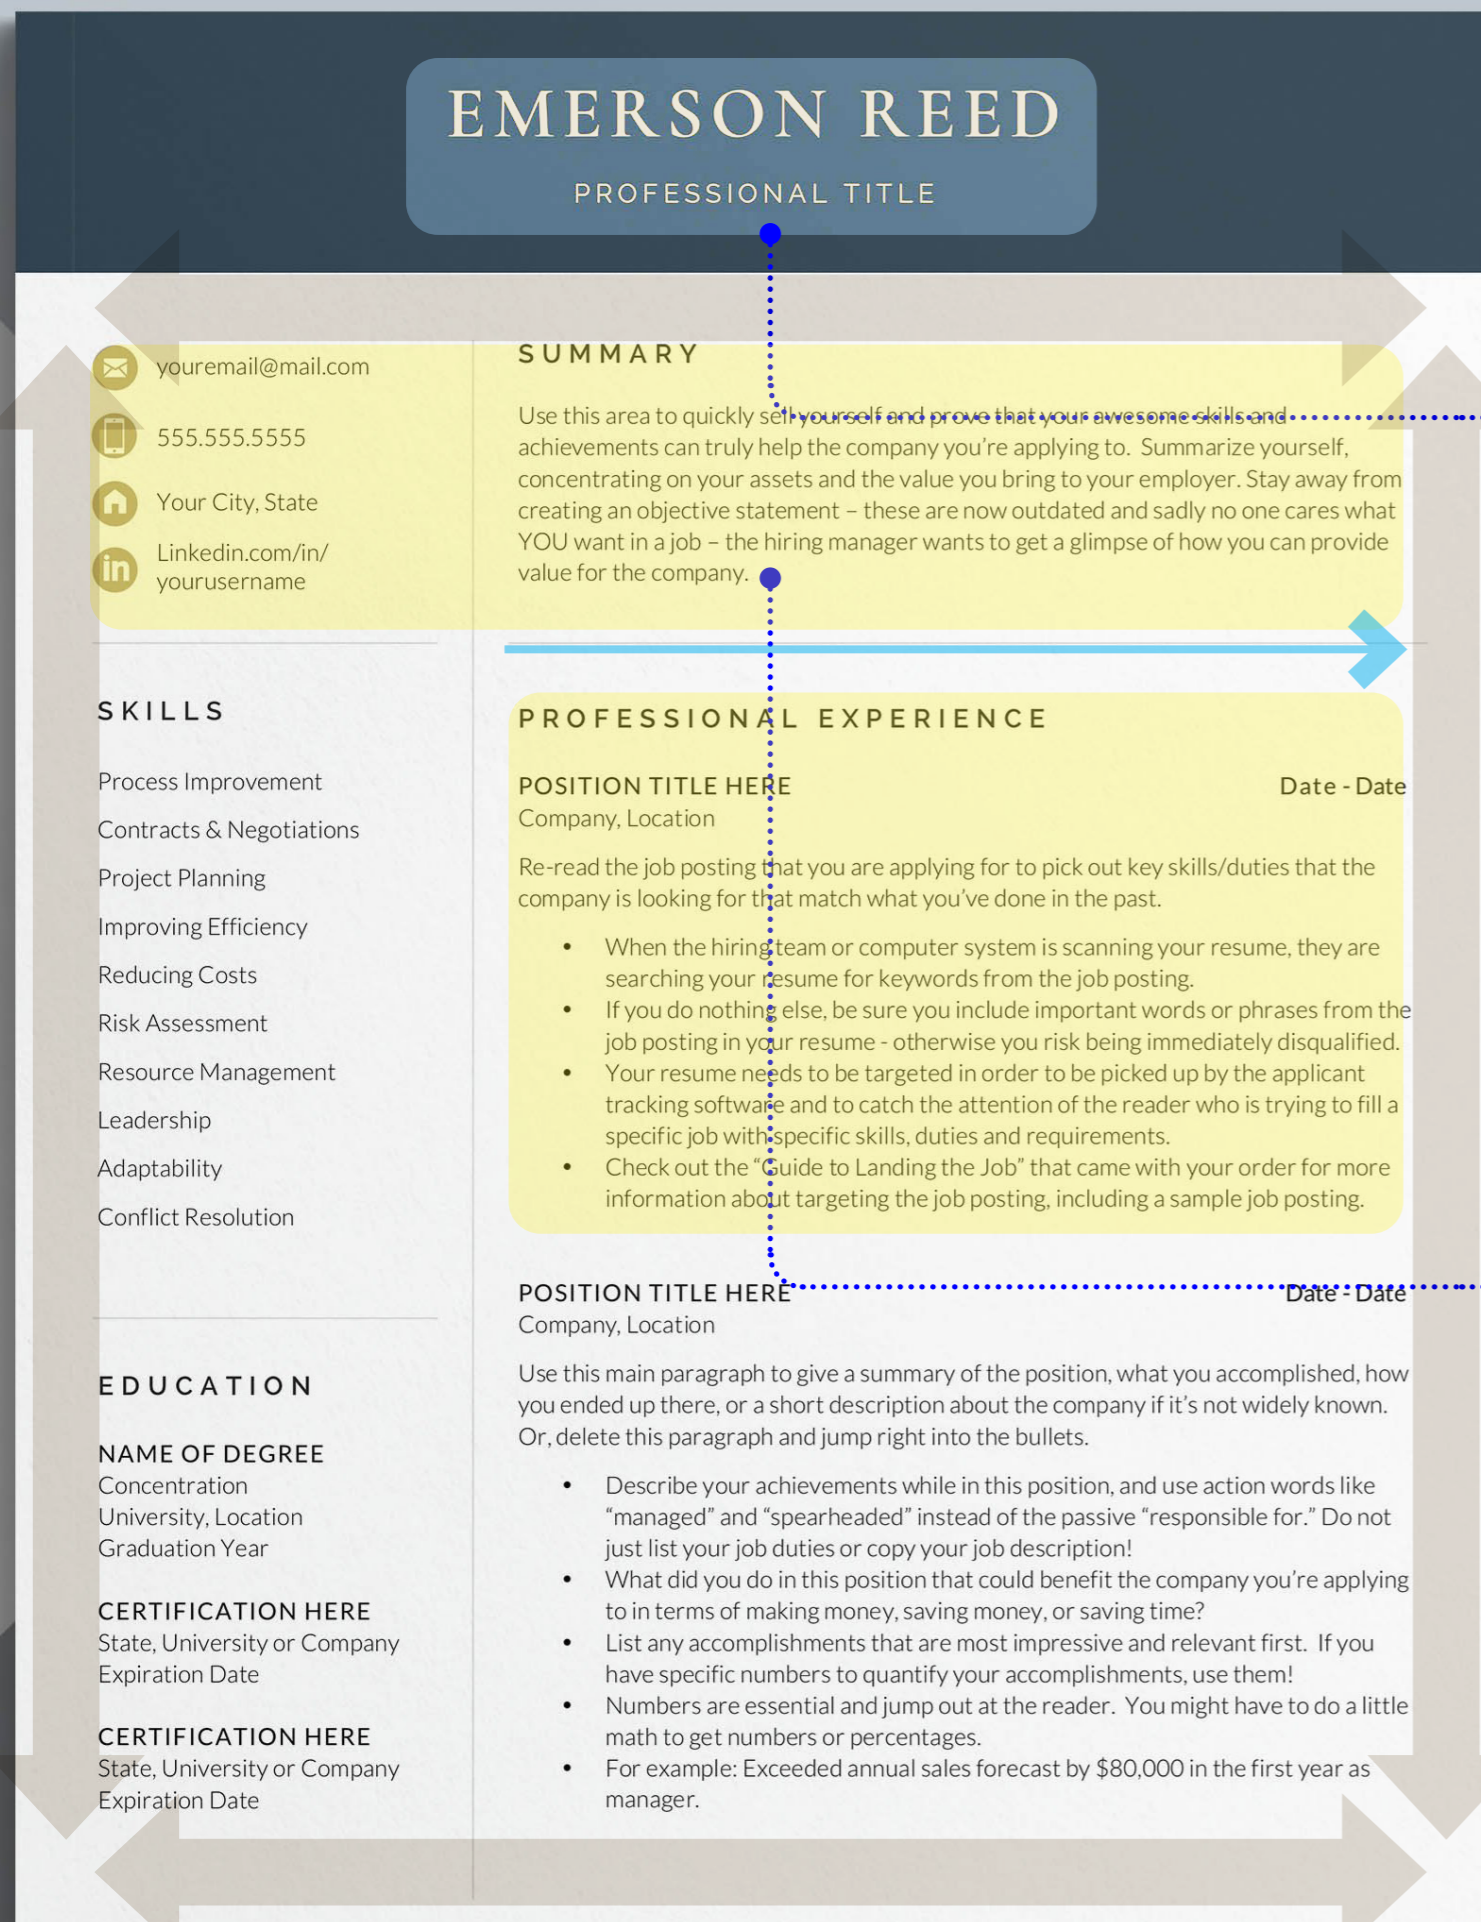 EMERSON REED
PROFESSIONAL TITLE
youremail@mail.com
555.555.5555
Your City, State
Linkedin.com/in/
yourusername
SKILLS
Process Improvement
Contracts & Negotiations
Project Planning
Improving Efficiency
Reducing Costs
Risk Assessment
Resource Management
Leadership
Adaptability
Conflict Resolution
EDUCATION
NAME OF DEGREE
Concentration
University, Location
Graduation Year
CERTIFICATION HERE
State, University or Company
Expiration Date
CERTIFICATION HERE
State, University or Company
Expiration Date
SUMMARY
Use this area to quickly sell yourself and prove that your awesome skills and
achievements can truly help the company you're applying to. Summarize yourself,
concentrating on your assets and the value you bring to your employer. Stay away from
creating an objective statement – these are now outdated and sadly no one cares what
YOU want in a job – the hiring manager wants to get a glimpse of how you can provide
value for the company.
PROFESSIONAL EXPERIENCE
POSITION TITLE HERE Date - Date
Company, Location
Re-read the job posting that you are applying for to pick out key skills/duties that the
company is looking for that match what you've done in the past.
• When the hiring team or computer system is scanning your resume, they are
searching your resume for keywords from the job posting.
• If you do nothing else, be sure you include important words or phrases from the
job posting in your resume - otherwise you risk being immediately disqualified.
• Your resume needs to be targeted in order to be picked up by the applicant
tracking software and to catch the attention of the reader who is trying to fill a
specific job with specific skills, duties and requirements.
• Check out the “Guide to Landing the Job” that came with your order for more
information about targeting the job posting, including a sample job posting.
POSITION TITLE HERE Date - Date
Company, Location
Use this main paragraph to give a summary of the position, what you accomplished, how
you ended up there, or a short description about the company if it's not widely known.
Or, delete this paragraph and jump right into the bullets.
• Describe your achievements while in this position, and use action words like
“managed” and “spearheaded” instead of the passive “responsible for.” Do not
just list your job duties or copy your job description!
• What did you do in this position that could benefit the company you're applying
to in terms of making money, saving money, or saving time?
• List any accomplishments that are most impressive and relevant first. If you
have specific numbers to quantify your accomplishments, use them!
• Numbers are essential and jump out at the reader. You might have to do a little
math to get numbers or percentages.
• For example: Exceeded annual sales forecast by $80,000 in the first year as
manager.